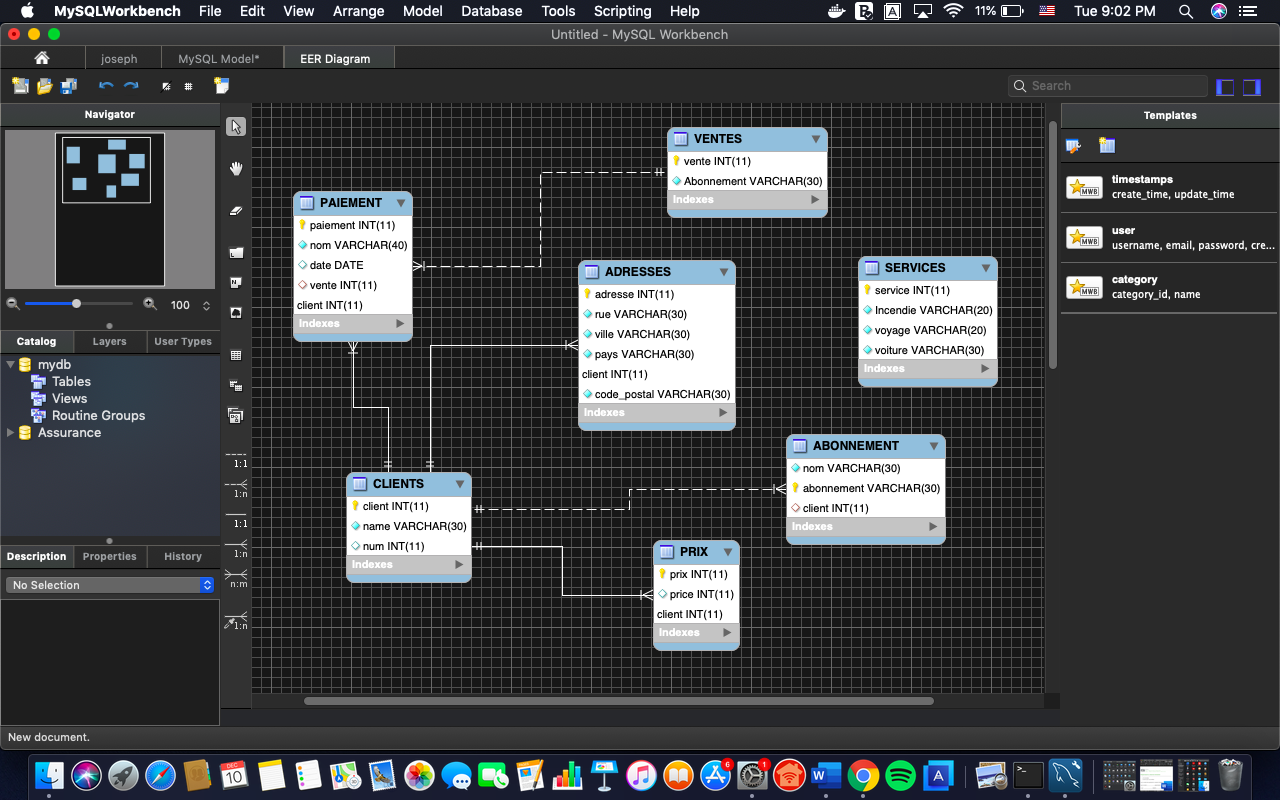 MySQLWorkbench File Edit View Arrange Model Database Tools Scripting Help 11% Tue 9:02 PM
Untitled - MySQL Workbench
joseph MySQL Model* EER Diagram
Search
Navigator
100
Catalog Layers User Types
mydb
Tables
Views
Routine Groups
Assurance
Description Properties History
No Selection
1:1
1:n
1:1
1:n
n:m
1:n
PAIEMENT
paiement INT(11)
nom VARCHAR(40)
date DATE
vente INT(11)
client INT(11)
Indexes
VENTES
vente INT(11)
Abonnement VARCHAR(30)
Indexes
ADRESSES
adresse INT(11)
rue VARCHAR(30)
ville VARCHAR(30)
pays VARCHAR(30)
client INT(11)
code_postal VARCHAR(30)
Indexes
SERVICES
service INT(11)
Incendie VARCHAR(20)
voyage VARCHAR(20)
voiture VARCHAR(30)
Indexes
CLIENTS
client INT(11)
name VARCHAR(30)
num INT(11)
Indexes
ABONNEMENT
nom VARCHAR(30)
abonnement VARCHAR(30)
client INT(11)
Indexes
PRIX
prix INT(11)
price INT(11)
client INT(11)
Indexes
Templates
MWB
timestamps
create_time, update_time
MWB
user
username, email, password, cre...
MWB
category
category_id, name
New document.
DEC
10
6
1